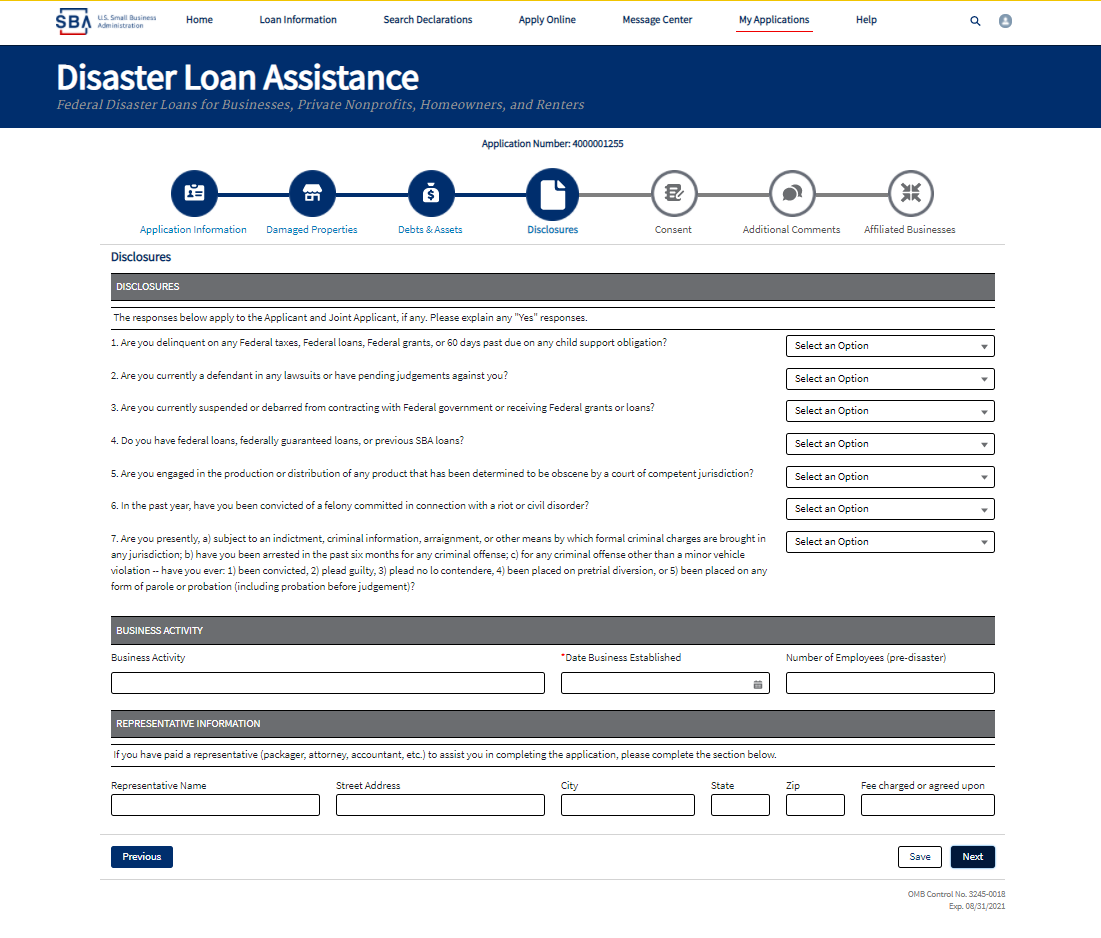 SBA U.S. Small Business
Administration
Home Loan Information Search Declarations Apply Online Message Center My Applications Help
Disaster Loan Assistance
Federal Disaster Loans for Businesses, Private Nonprofits, Homeowners, and Renters
Application Number: 4000001255
Application Information Damaged Properties Debts & Assets Disclosures Consent Additional Comments Affiliated Businesses
Disclosures
DISCLOSURES
The responses below apply to the Applicant and Joint Applicant, if any. Please explain any "Yes" responses.
1. Are you delinquent on any Federal taxes, Federal loans, Federal grants, or 60 days past due on any child support obligation? Select an Option
2. Are you currently a defendant in any lawsuits or have pending judgements against you? Select an Option
3. Are you currently suspended or debarred from contracting with Federal government or receiving Federal grants or loans? Select an Option
4. Do you have federal loans, federally guaranteed loans, or previous SBA loans? Select an Option
5. Are you engaged in the production or distribution of any product that has been determined to be obscene by a court of competent jurisdiction? Select an Option
6. In the past year, have you been convicted of a felony committed in connection with a riot or civil disorder? Select an Option
7. Are you presently, a) subject to an indictment, criminal information, arraignment, or other means by which formal criminal charges are brought in Select an Option
any jurisdiction; b) have you been arrested in the past six months for any criminal offense; c) for any criminal offense other than a minor vehicle
violation -- have you ever: 1) been convicted, 2) plead guilty, 3) plead no lo contendere, 4) been placed on pretrial diversion, or 5) been placed on any
form of parole or probation (including probation before judgement)?
BUSINESS ACTIVITY
Business Activity *Date Business Established Number of Employees (pre-disaster)
REPRESENTATIVE INFORMATION
If you have paid a representative (packager, attorney, accountant, etc.) to assist you in completing the application, please complete the section below.
Representative Name Street Address City State Zip Fee charged or agreed upon
Previous Save Next
OMB Control No. 3245-0018
Exp. 08/31/2021